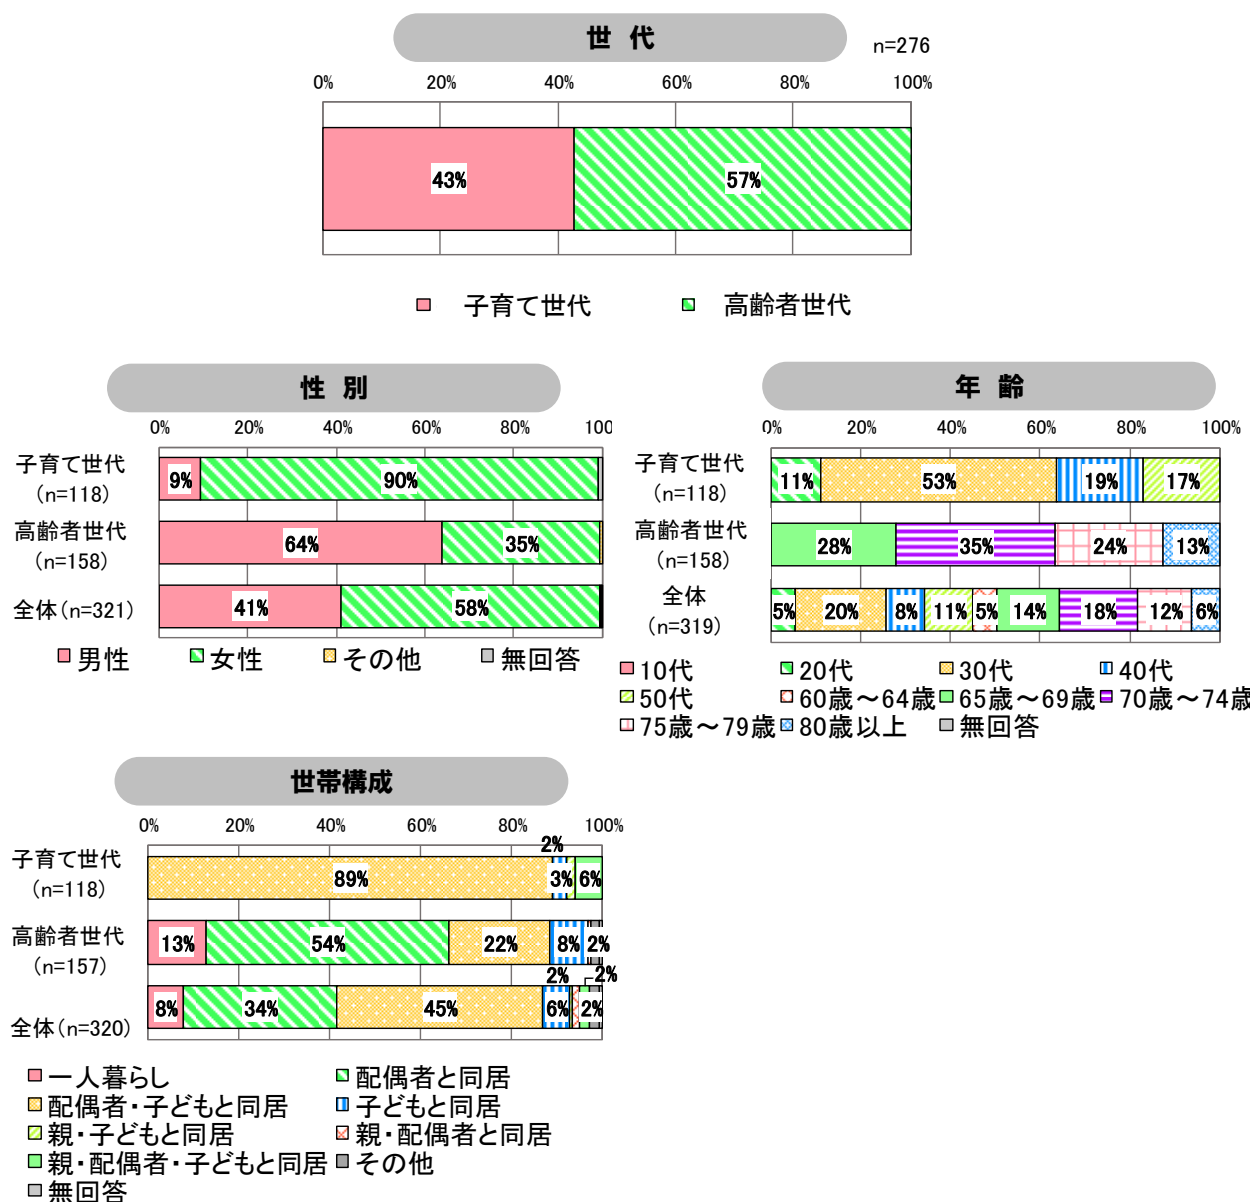 世 代
n=276
0% 20% 40% 60% 80% 100%
43% 57%
子育て世代 高齢者世代
性 別
0% 20% 40% 60% 80% 100%
子育て世代
(n=118)
9% 90%
高齢者世代
(n=158)
64% 35%
全体(n=321)
41% 58%
男性 女性 その他 無回答
年 齢
0% 20% 40% 60% 80% 100%
子育て世代
(n=118)
11% 53% 19% 17%
高齢者世代
(n=158)
28% 35% 24% 13%
全体
(n=319)
5% 20% 8% 11% 5% 14% 18% 12% 6%
10代 20代 30代 40代
50代 60歳~64歳 65歳~69歳 70歳~74歳
75歳~79歳 80歳以上 無回答
世帯構成
0% 20% 40% 60% 80% 100%
2%
子育て世代
(n=118)
89% 3% 6%
高齢者世代
(n=157)
13% 54% 22% 8% 2%
2% 2%
全体(n=320)
8% 34% 45% 6% 2%
一人暮らし 配偶者と同居
配偶者・子どもと同居 子どもと同居
親・子どもと同居 親・配偶者と同居
親・配偶者・子どもと同居 その他
無回答